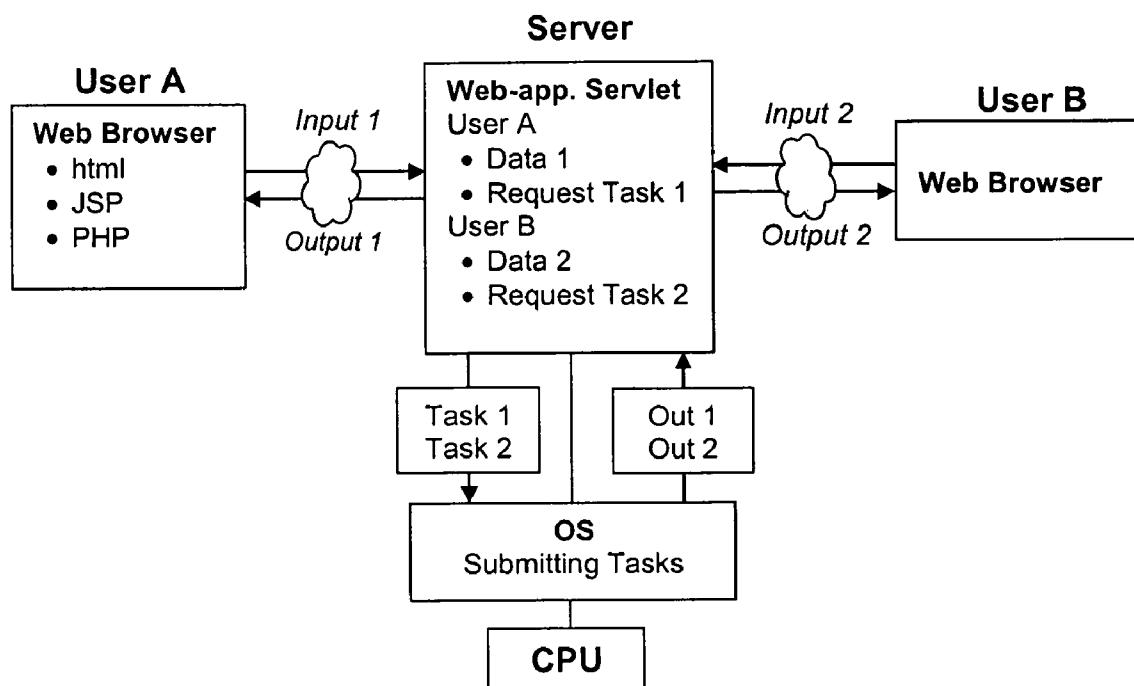 Server
User A
Web Browser
• html
• JSP
• PHP
Input 1
Output 1
Web-app. Servlet
User A
• Data 1
• Request Task 1
User B
• Data 2
• Request Task 2
Input 2
Output 2
User B
Web Browser
Task 1
Task 2
Out 1
Out 2
OS
Submitting Tasks
CPU